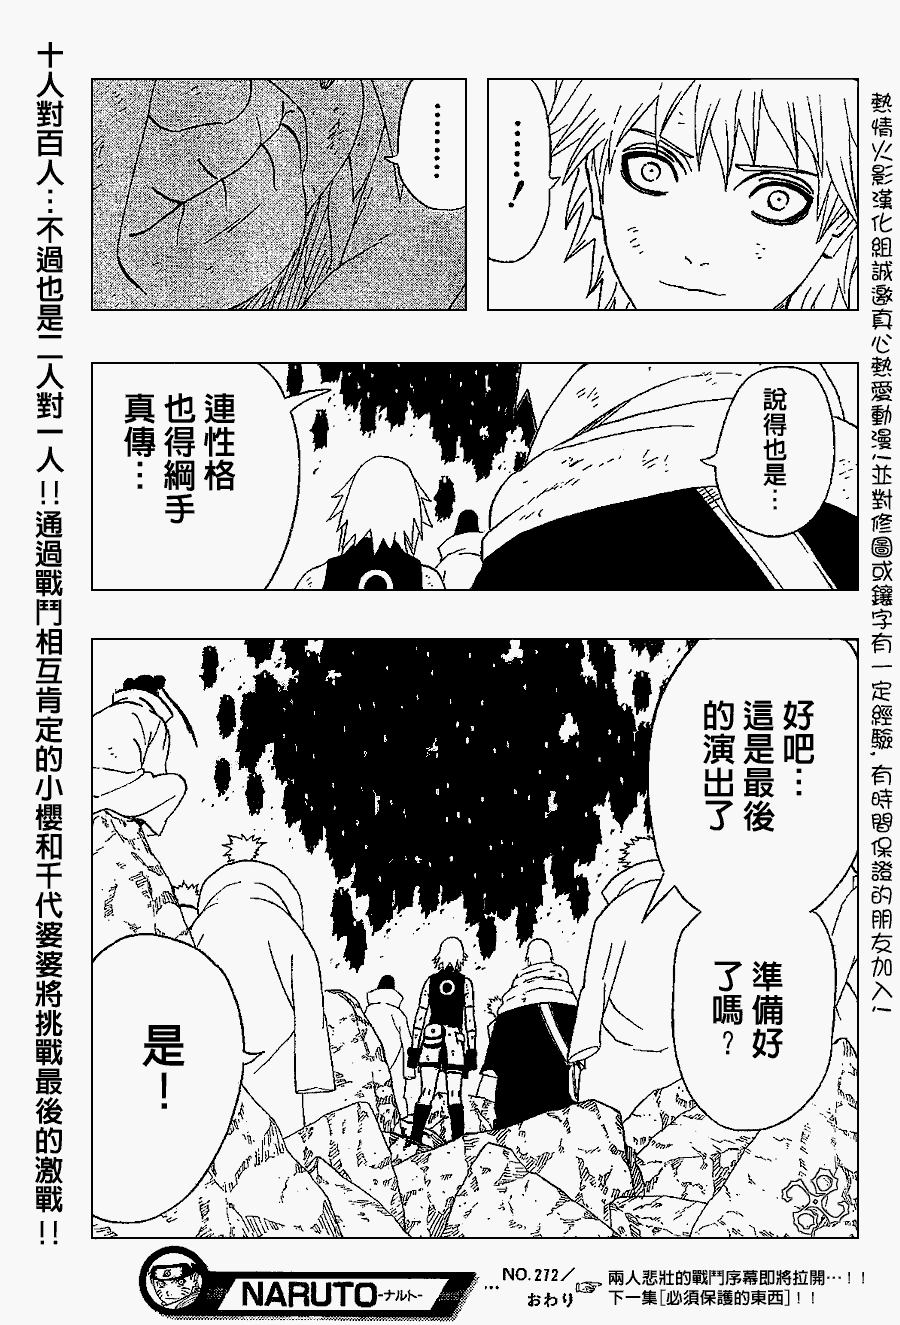 熱情火影漢化組誠邀真心熱愛動漫!並對修圖或鑲字有一定經驗,有時間保證的朋友加入!
…!
………
說得也是…
連性格
也得綱手
真傳…
好吧…
這是最後
的演出了
準備好
了嗎?
是!
十人對百人…不過也是二人對一人!!通過戰鬥相互肯定的小櫻和千代婆婆將挑戰最後的激戰!!
NARUTO -ナルト-
…
NO.272/
おわり
☞兩人悲壯的戰鬥序幕即將拉開…!!
下一集[必須保護的東西]!!